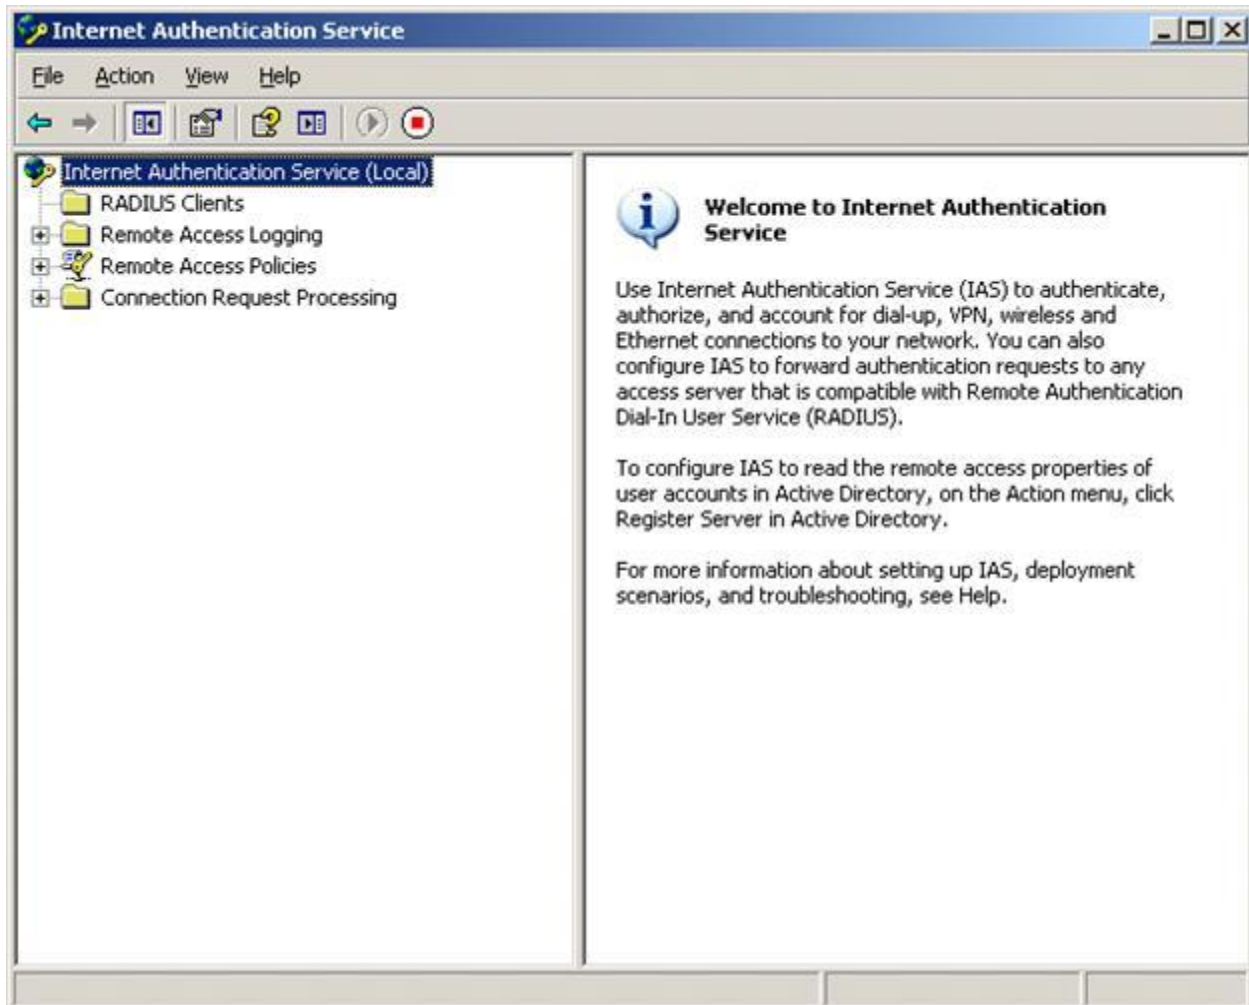 Internet Authentication Service
File Action View Help
Internet Authentication Service (Local)
RADIUS Clients
Remote Access Logging
Remote Access Policies
Connection Request Processing
Welcome to Internet Authentication
Service
Use Internet Authentication Service (IAS) to authenticate,
authorize, and account for dial-up, VPN, wireless and
Ethernet connections to your network. You can also
configure IAS to forward authentication requests to any
access server that is compatible with Remote Authentication
Dial-In User Service (RADIUS).
To configure IAS to read the remote access properties of
user accounts in Active Directory, on the Action menu, click
Register Server in Active Directory.
For more information about setting up IAS, deployment
scenarios, and troubleshooting, see Help.